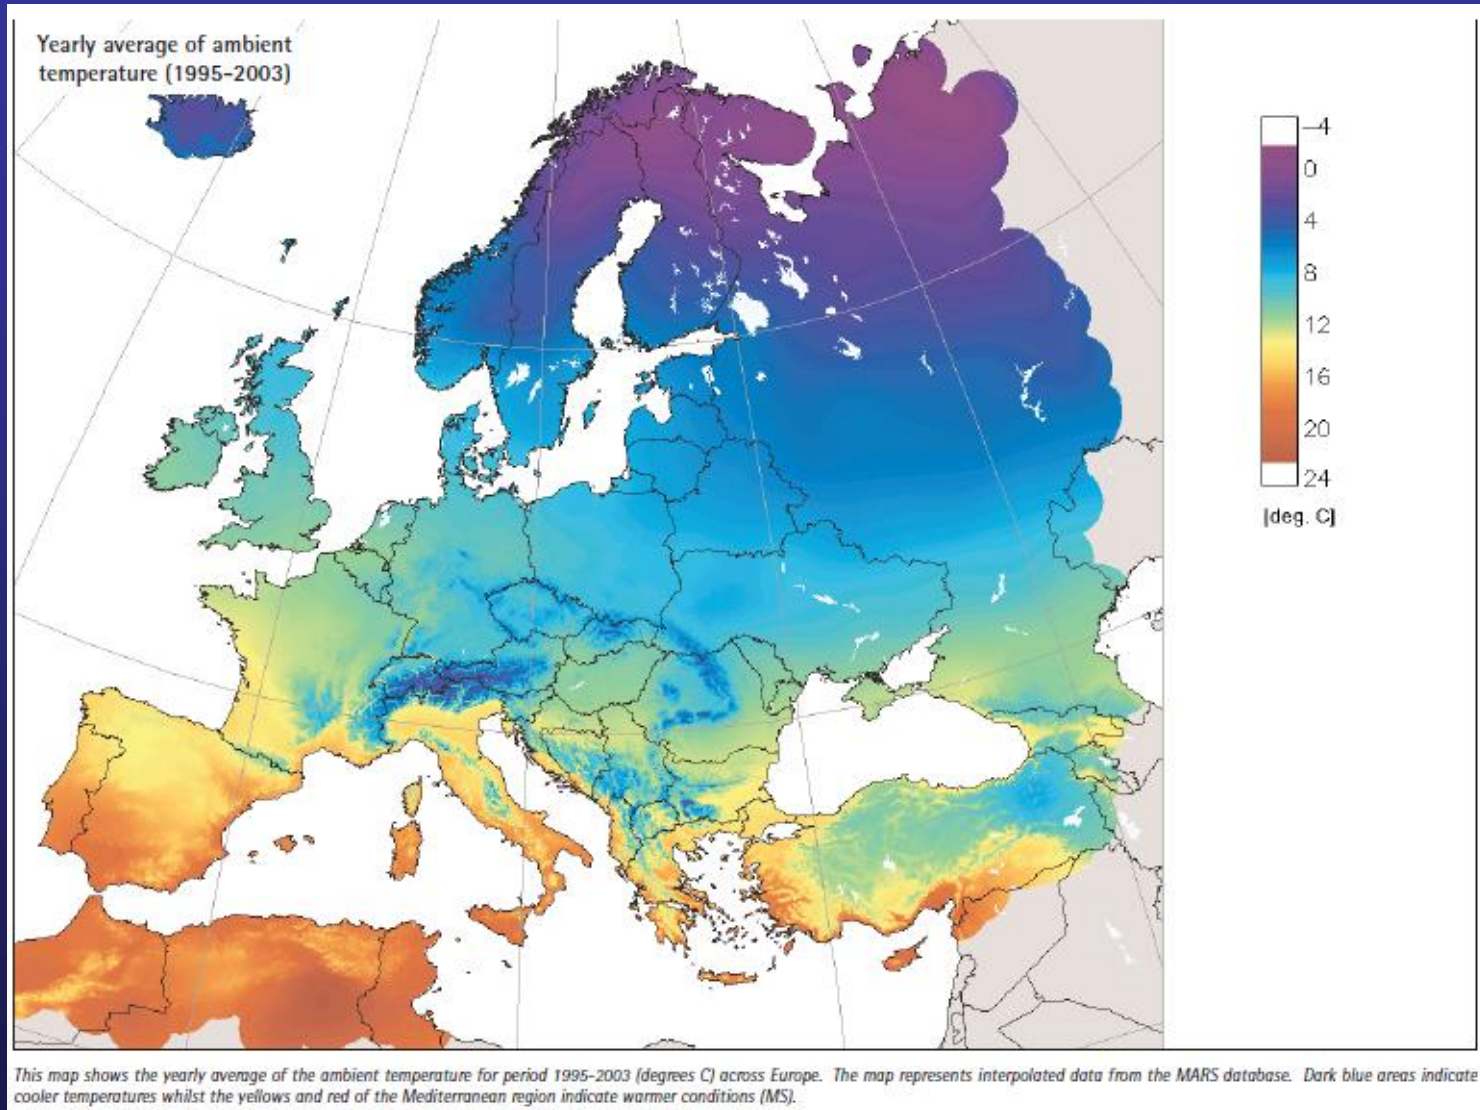 Yearly average of ambient
temperature (1995-2003)
–4
0
4
8
12
16
20
24
[deg. C]
This map shows the yearly average of the ambient temperature for period 1995-2003 (degrees C) across Europe. The map represents interpolated data from the MARS database. Dark blue areas indicate
cooler temperatures whilst the yellows and red of the Mediterranean region indicate warmer conditions (MS).